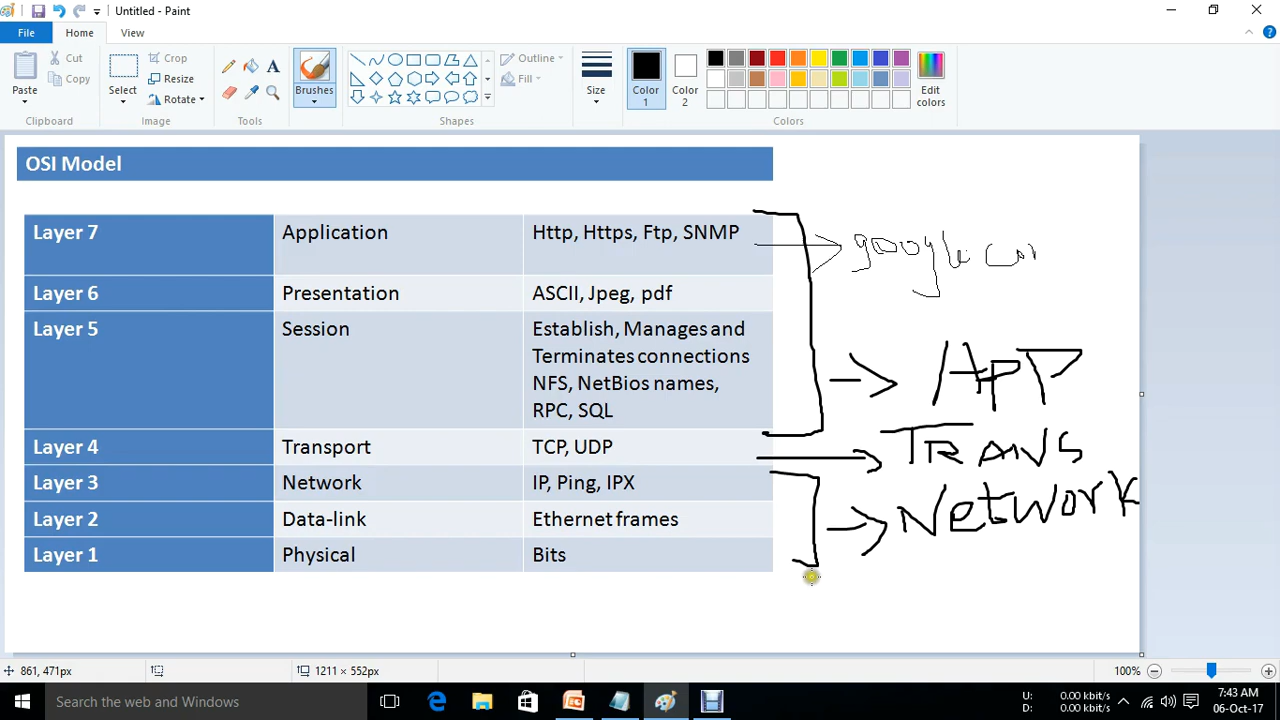 Untitled - Paint
File Home View
Paste Cut Copy Clipboard
Select Crop Resize Rotate Image
Tools
Brushes
Outline Fill Shapes
Size
Color 1 Color 2 Edit colors Colors
OSI Model
Layer 7 Application Http, Https, Ftp, SNMP
google com
Layer 6 Presentation ASCII, Jpeg, pdf
Layer 5 Session Establish, Manages and
Terminates connections
NFS, NetBios names,
RPC, SQL
APP
Layer 4 Transport TCP, UDP
TRANS
Layer 3 Network IP, Ping, IPX
Network
Layer 2 Data-link Ethernet frames
Layer 1 Physical Bits
861, 471px 1211 × 552px 100%
Search the web and Windows
U: 0.00 kbit/s
D: 0.00 kbit/s
7:43 AM
06-Oct-17